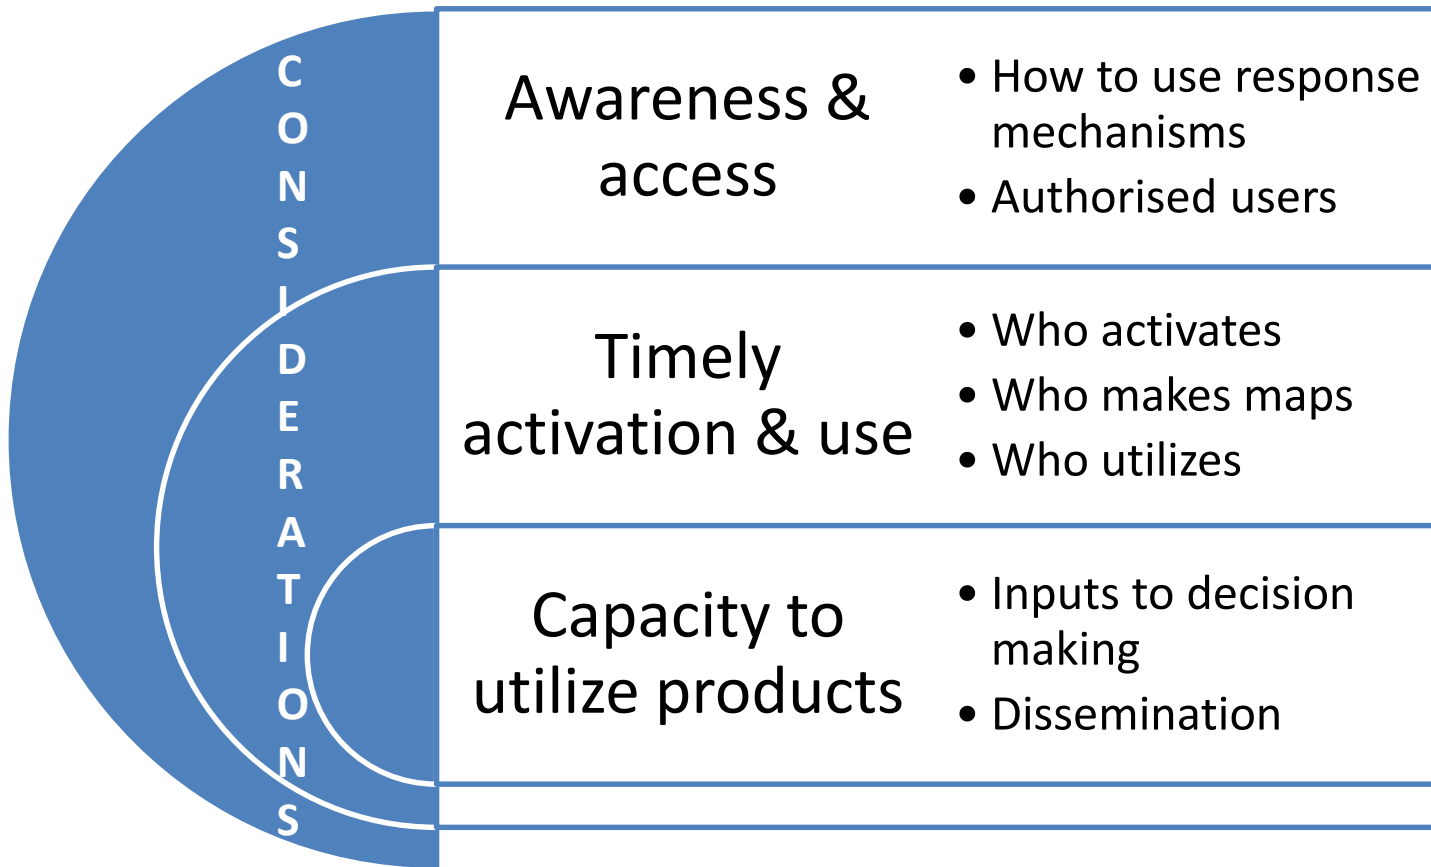 CONSIDERATIONS
Awareness &
access
• How to use response
mechanisms
• Authorised users
Timely
activation & use
• Who activates
• Who makes maps
• Who utilizes
Capacity to
utilize products
• Inputs to decision
making
• Dissemination